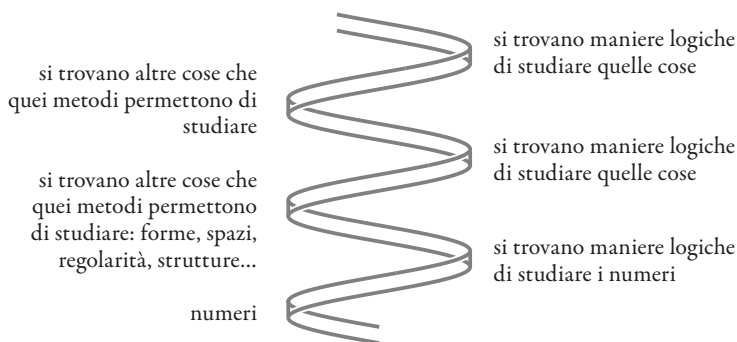 si trovano maniere logiche
di studiare quelle cose
si trovano altre cose che
quei metodi permettono di
studiare
si trovano maniere logiche
di studiare quelle cose
si trovano altre cose che
quei metodi permettono
di studiare: forme, spazi,
regolarità, strutture...
si trovano maniere logiche
di studiare i numeri
numeri